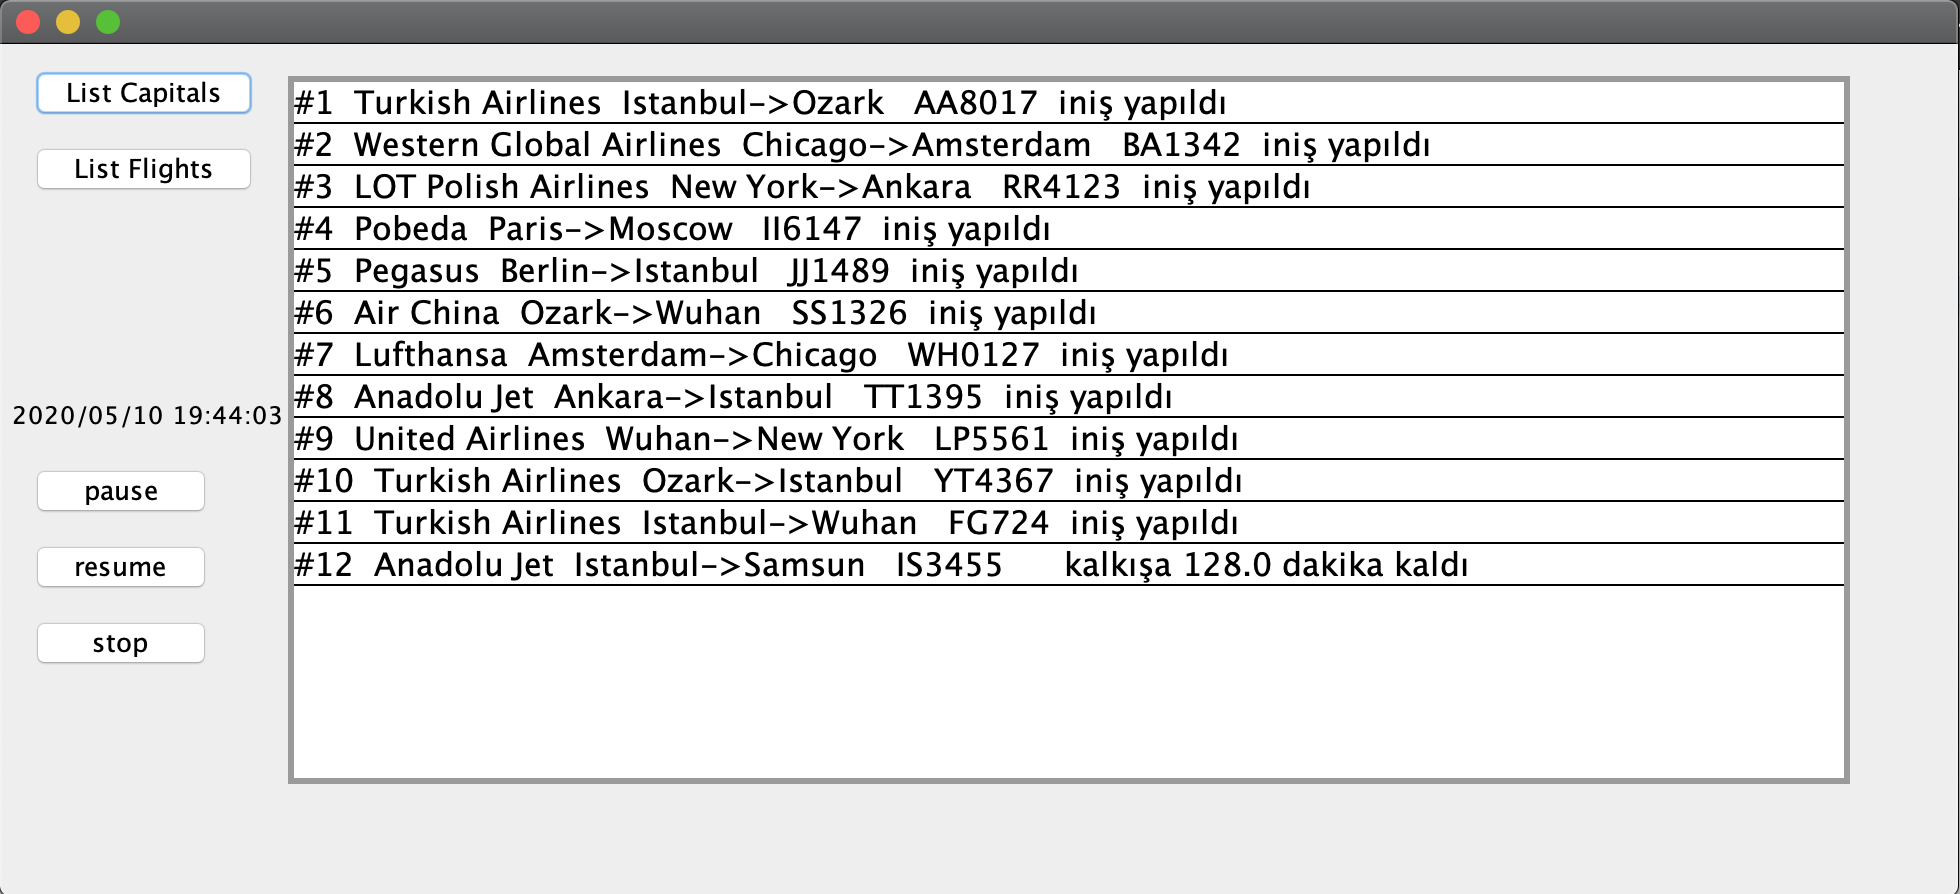 List Capitals
List Flights
2020/05/10 19:44:03
pause
resume
stop
#1 Turkish Airlines Istanbul->Ozark AA8017 iniş yapıldı
#2 Western Global Airlines Chicago->Amsterdam BA1342 iniş yapıldı
#3 LOT Polish Airlines New York->Ankara RR4123 iniş yapıldı
#4 Pobeda Paris->Moscow II6147 iniş yapıldı
#5 Pegasus Berlin->Istanbul JJ1489 iniş yapıldı
#6 Air China Ozark->Wuhan SS1326 iniş yapıldı
#7 Lufthansa Amsterdam->Chicago WH0127 iniş yapıldı
#8 Anadolu Jet Ankara->Istanbul TT1395 iniş yapıldı
#9 United Airlines Wuhan->New York LP5561 iniş yapıldı
#10 Turkish Airlines Ozark->Istanbul YT4367 iniş yapıldı
#11 Turkish Airlines Istanbul->Wuhan FG724 iniş yapıldı
#12 Anadolu Jet Istanbul->Samsun IS3455 kalkışa 128.0 dakika kaldı